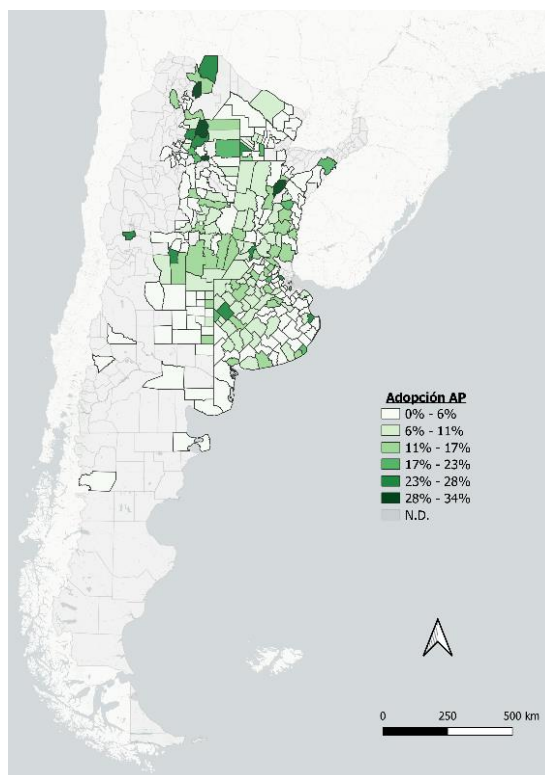 Adopción AP
0% - 6%
6% - 11%
11% - 17%
17% - 23%
23% - 28%
28% - 34%
N.D.
0 250 500 km